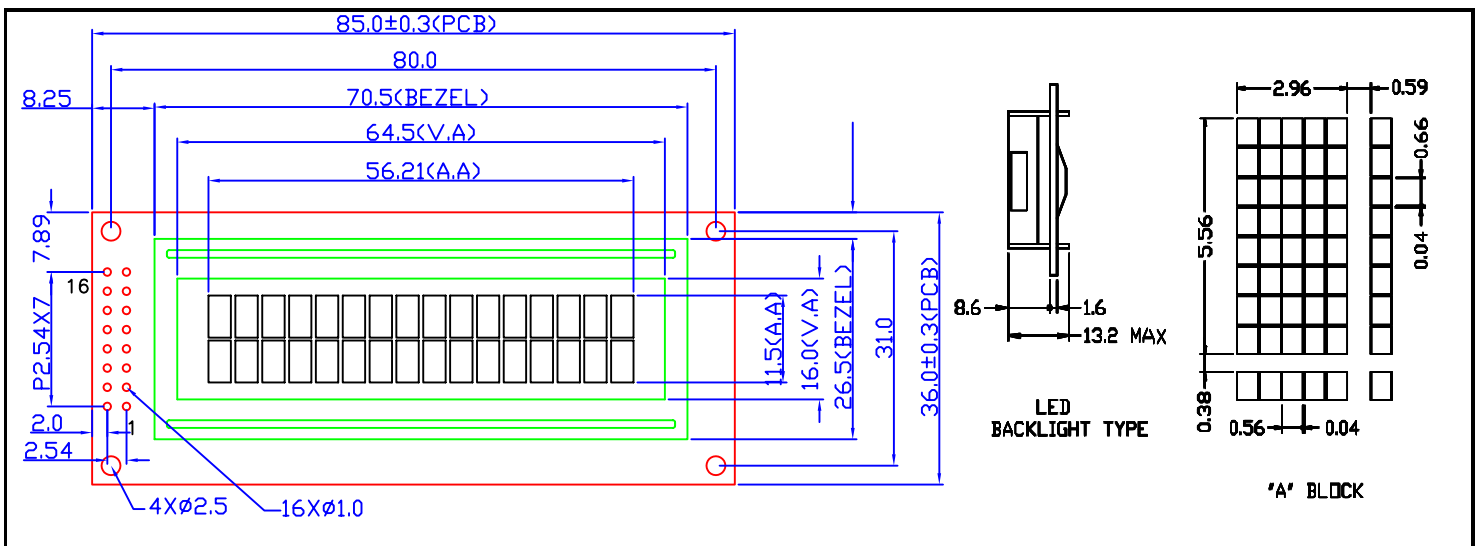 85.0±0.3(PCB)
80.0
8.25
70.5(BEZEL)
64.5(V.A)
56.21(A.A)
7.89
16
P2.54X7
2.0
1
2.54
4XØ2.5
16XØ1.0
11.5(A.A)
16.0(V.A)
26.5(BEZEL)
31.0
36.0±0.3(PCB)
8.6
1.6
13.2 MAX
LED
BACKLIGHT TYPE
2.96
0.59
0.66
5.56
0.04
0.38
0.56
0.04
"A" BLOCK